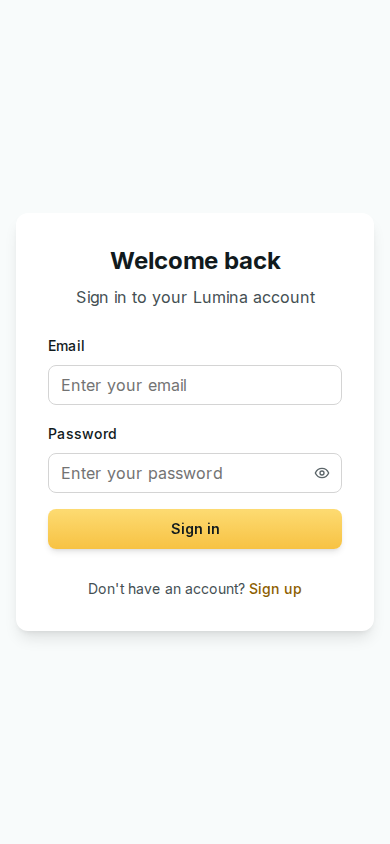 Welcome back
Sign in to your Lumina account
Email
Enter your email
Password
Enter your password
Sign in
Don't have an account? Sign up